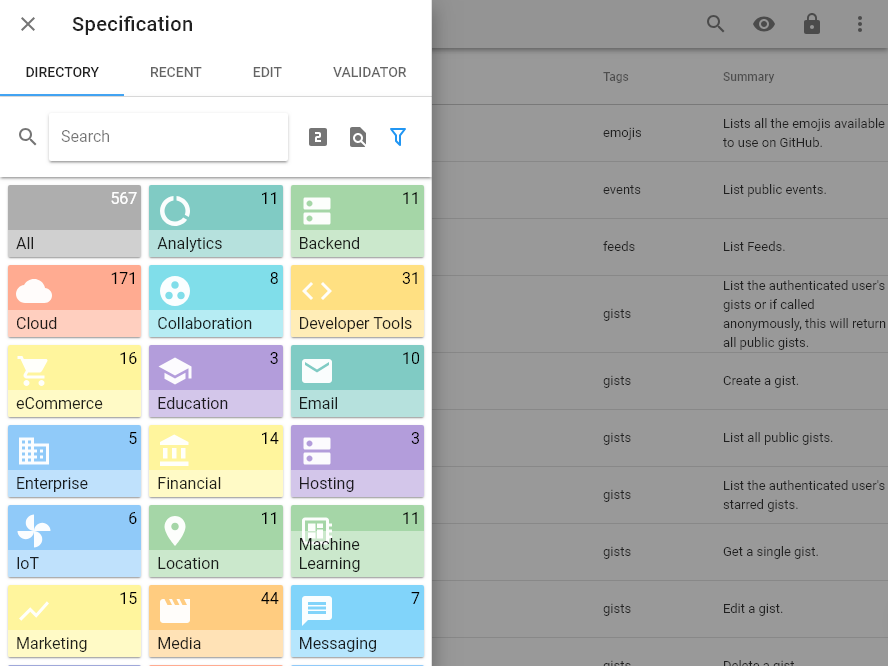 Specification
DIRECTORY
RECENT
EDIT
VALIDATOR
Search
2
567
All
11
Analytics
11
Backend
171
Cloud
8
Collaboration
31
Developer Tools
16
eCommerce
3
Education
10
Email
5
Enterprise
14
Financial
3
Hosting
6
IoT
11
Location
11
Machine
Learning
15
Marketing
44
Media
7
Messaging
Tags
Summary
emojis
Lists all the emojis available
to use on GitHub.
events
List public events.
feeds
List Feeds.
gists
List the authenticated user's
gists or if called
anonymously, this will return
all public gists.
gists
Create a gist.
gists
List all public gists.
gists
List the authenticated user's
starred gists.
gists
Get a single gist.
gists
Edit a gist.
gists
Delete a gist.